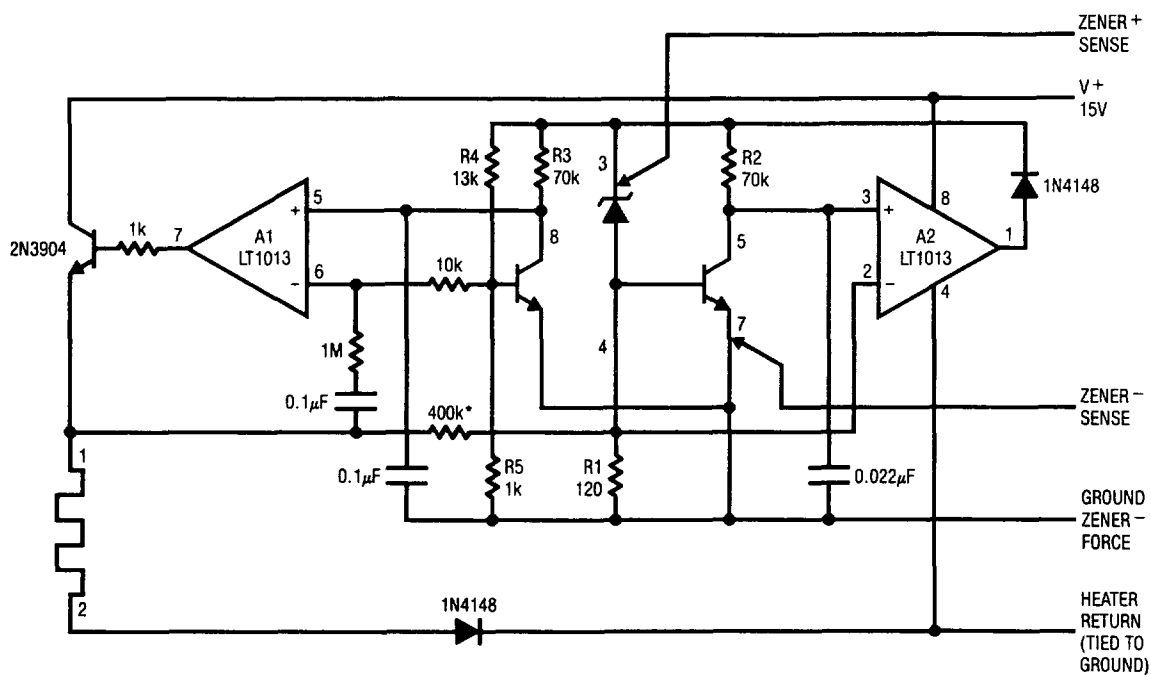 ZENER +
SENSE
V +
15V
R4
13k
R3
70k
3
R2
70k
1N4148
5
+
A1
LT1013
7
6
−
1k
2N3904
8
10k
5
3
+
A2
LT1013
8
1
2
−
4
7
4
1M
0.1µF
400k*
ZENER −
SENSE
0.1µF
R5
1k
R1
120
0.022µF
1
GROUND
ZENER −
FORCE
2
1N4148
HEATER
RETURN
(TIED TO
GROUND)